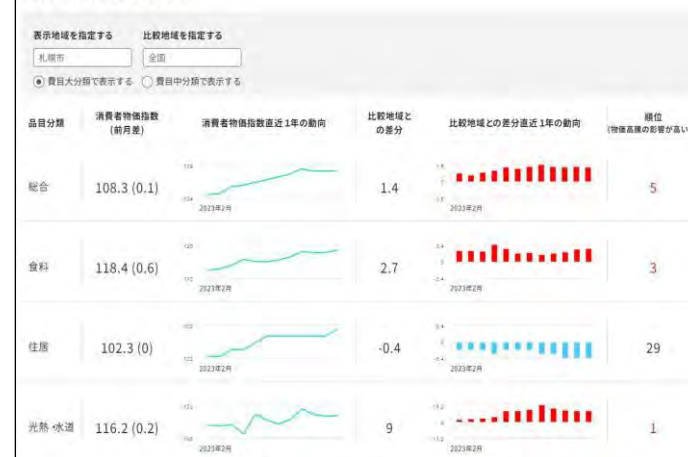 表示地域を指定する 比較地域を指定する
札幌市 全国
費目大分類で表示する 費目中分類で表示する
品目分類 消費者物価指数 (前月差) 消費者物価指数直近1年の動向 比較地域との差分 比較地域との差分直近1年の動向 順位 (物価高騰の影響が高い
総合 108.3 (0.1) 1.4 5
2023年2月 2023年2月
食料 118.4 (0.6) 2.7 3
2023年2月 2023年2月
住居 102.3 (0) -0.4 29
2023年2月 2023年2月
光熱・水道 116.2 (0.2) 9 1
2023年2月 2023年2月